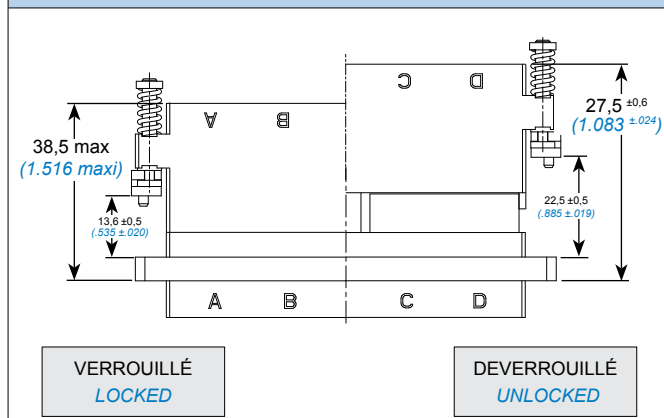 C D
A B
27,5 ±0,6
(1.083 ±.024)
38,5 max
(1.516 maxi)
22,5 ±0,5
(.885 ±.019)
13,6 ±0,5
(.535 ±.020)
A B C D
VERROUILLÉ
LOCKED
DEVERROUILLÉ
UNLOCKED